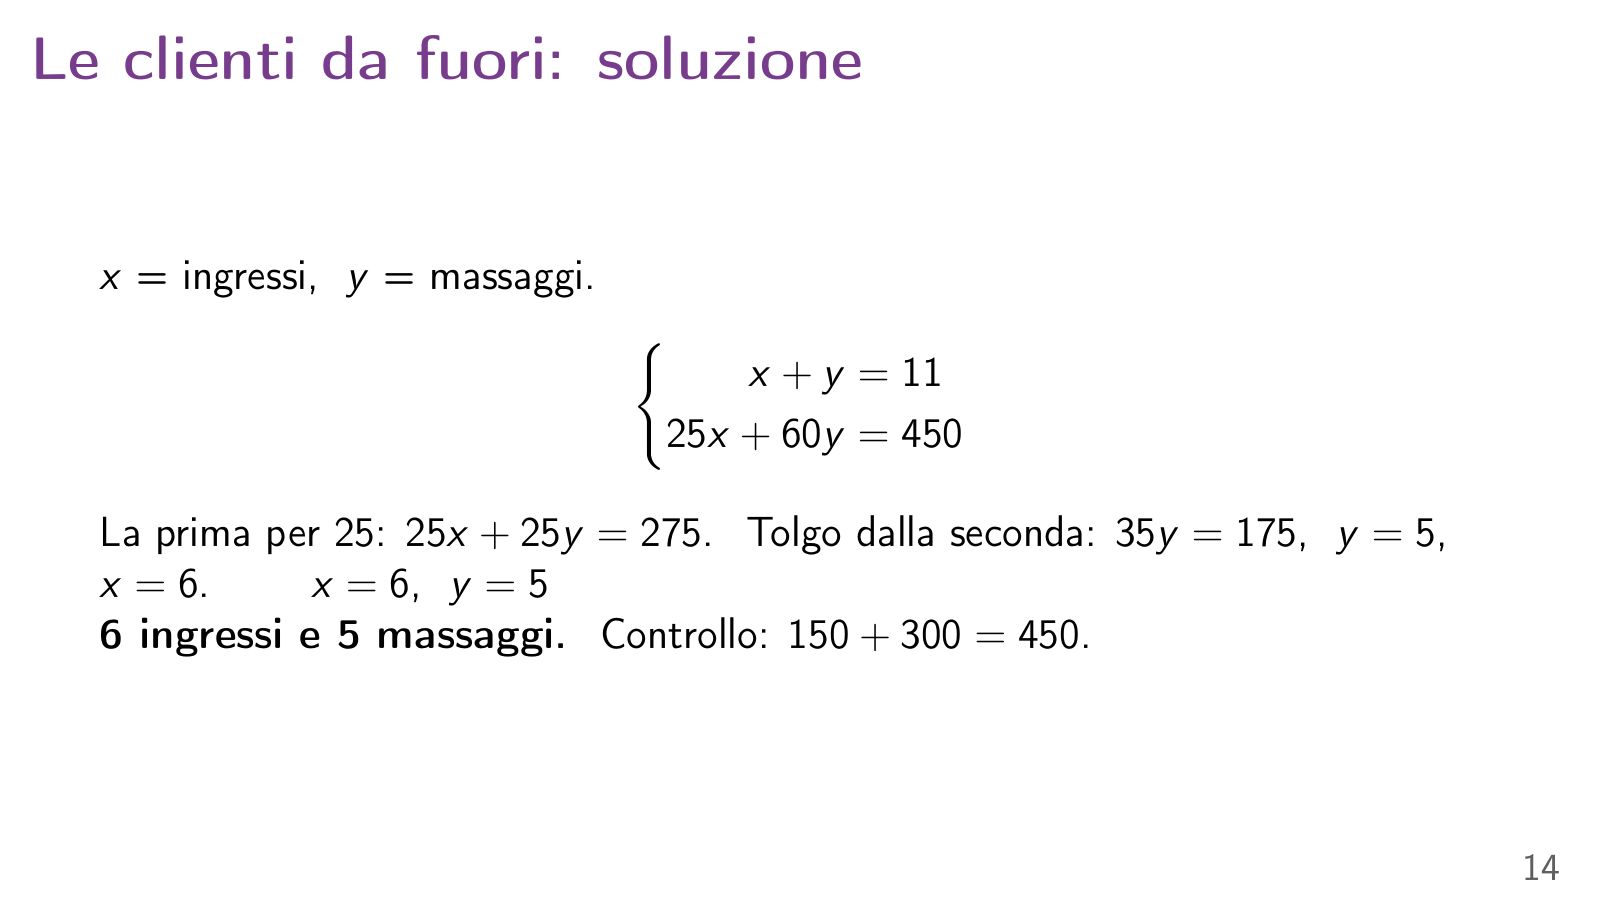 Le clienti da fuori: soluzione
x = ingressi, y = massaggi.
x + y = 11
25x + 60y = 450
La prima per 25: 25x + 25y = 275. Tolgo dalla seconda: 35y = 175, y = 5,
x = 6. x = 6, y = 5
6 ingressi e 5 massaggi. Controllo: 150 + 300 = 450.
14